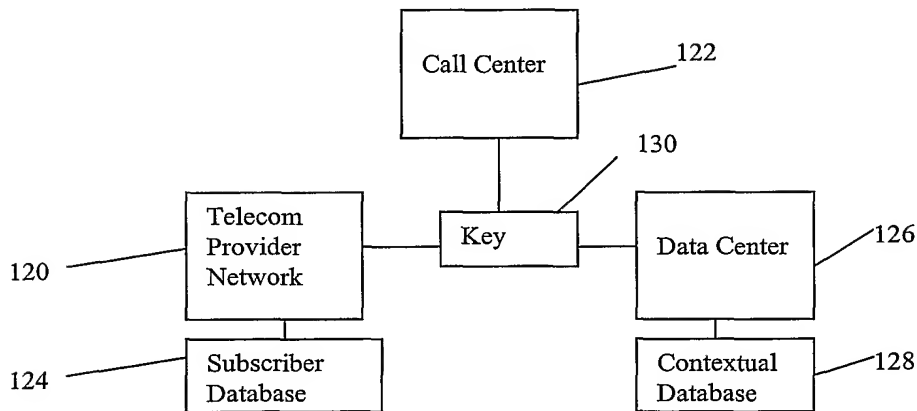 Call Center
122
130
Telecom
Provider
Network
Key
Data Center
126
120
Subscriber
Database
Contextual
Database
124
128